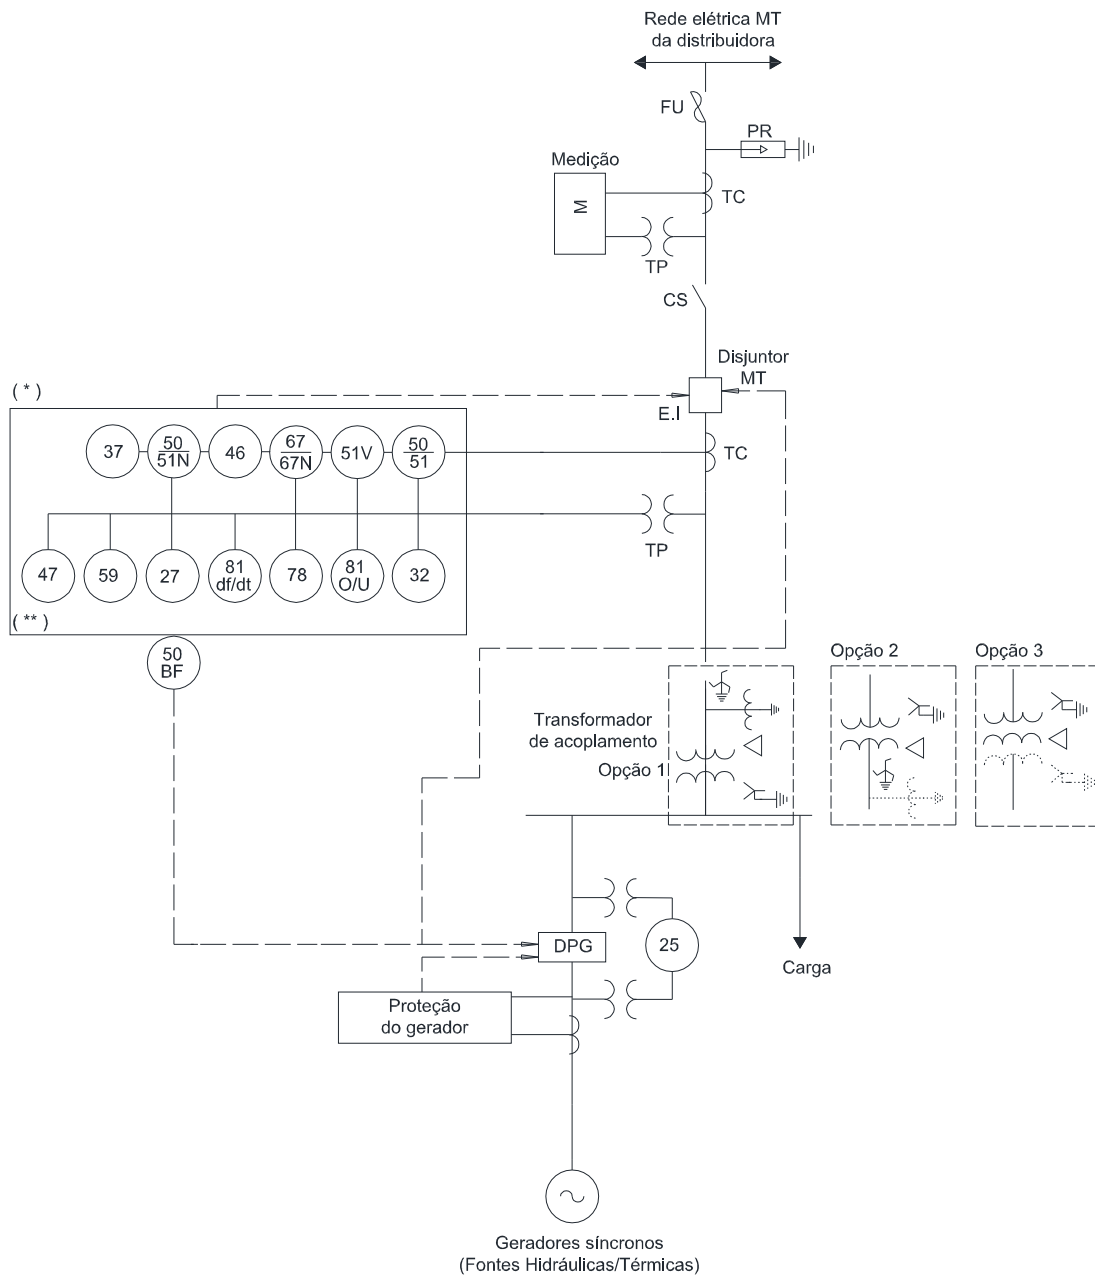 Rede elétrica MT
da distribuidora
FU
PR
Medição
M
TC
TP
CS
Disjuntor
MT
E.I
( * )
37
50
51N
46
67
67N
51V
50
51
TC
TP
47
59
27
81
df/dt
78
81
O/U
32
( ** )
50
BF
Transformador
de acoplamento
Opção 1
Opção 2
Opção 3
DPG
25
Carga
Proteção
do gerador
Geradores síncronos
(Fontes Hidráulicas/Térmicas)